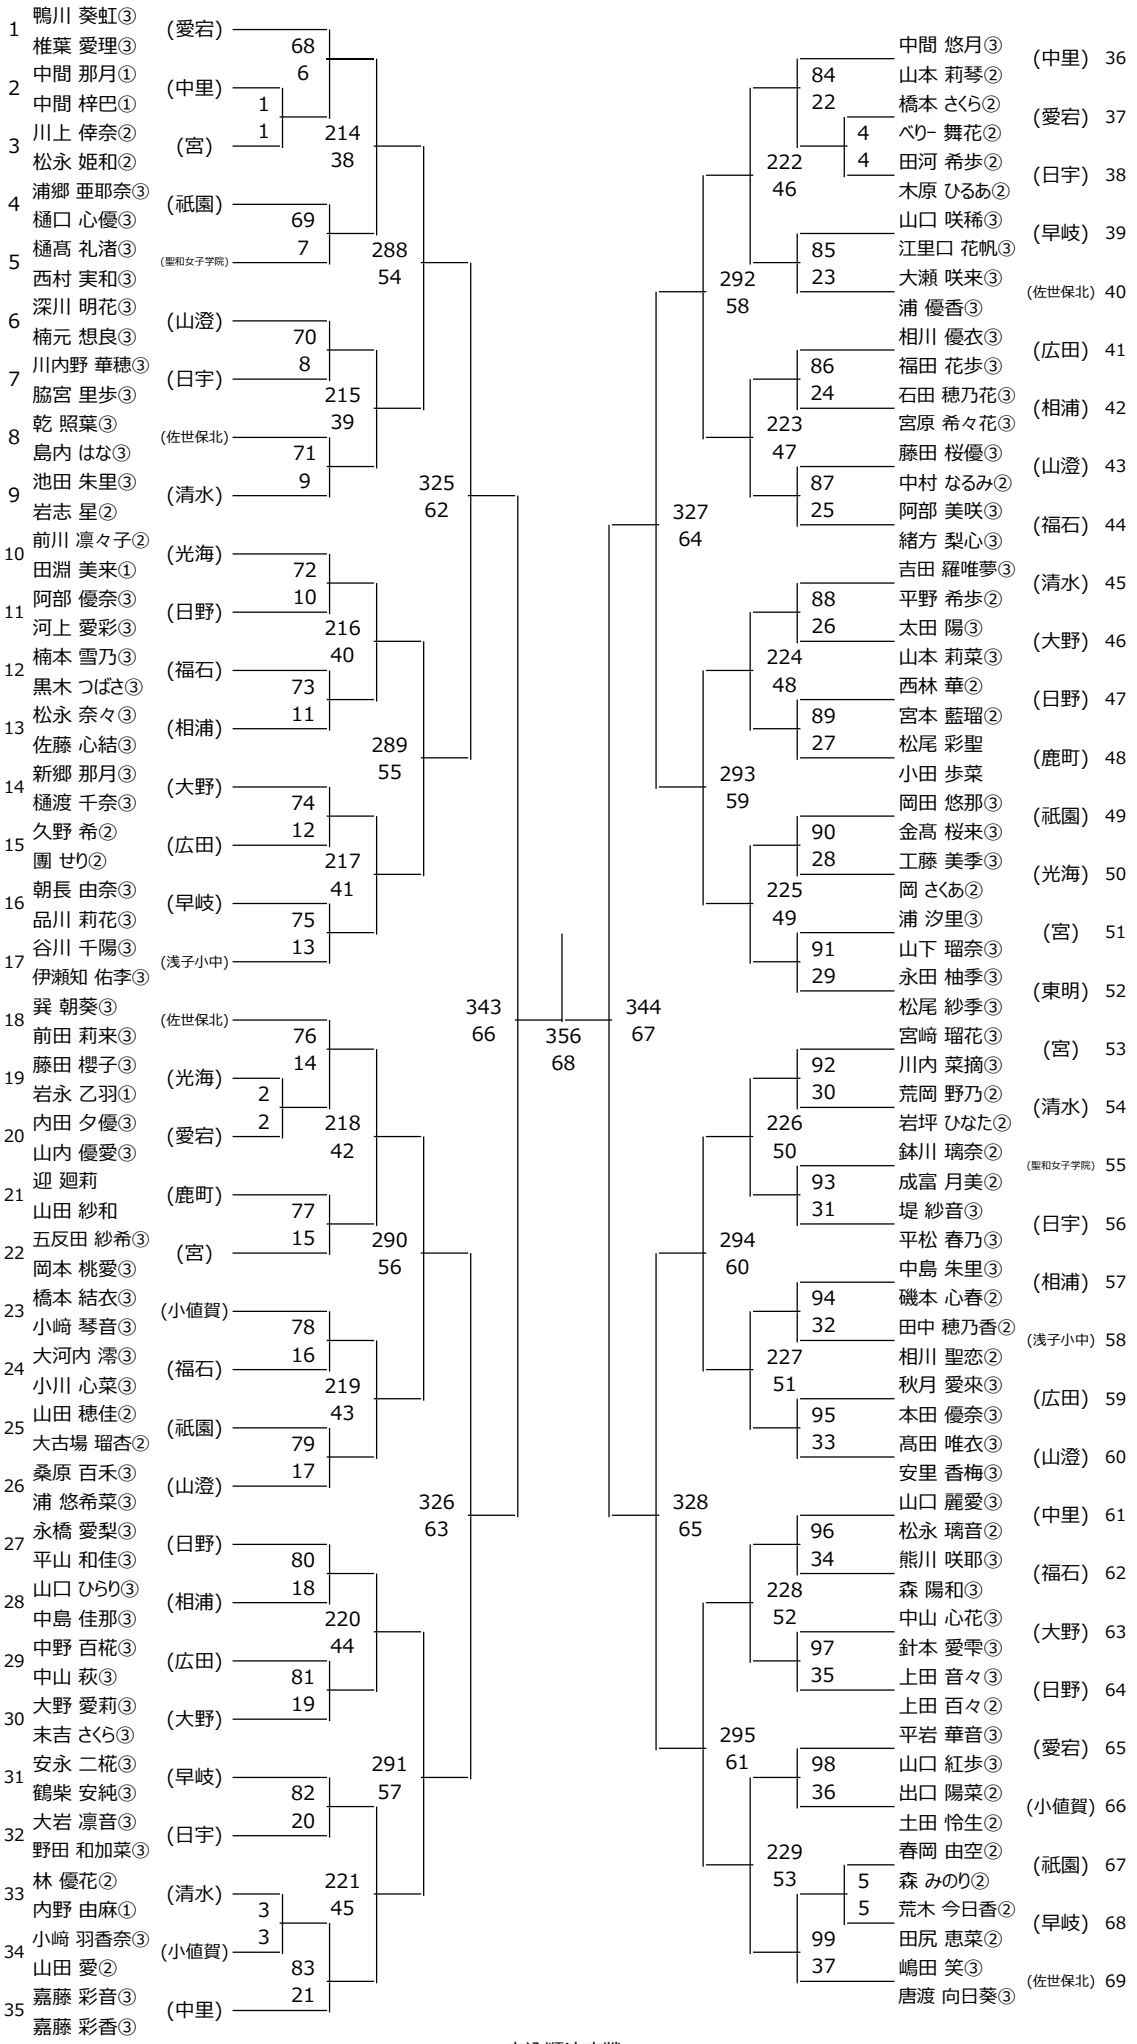 1
鴨川 葵虹③
椎葉 愛理③
(愛宕)
2
中間 那月①
中間 梓巴①
(中里)
3
川上 倖奈②
松永 姫和②
(宮)
4
浦郷 亜耶奈③
樋口 心優③
(祇園)
5
樋髙 礼渚③
西村 実和③
(聖和女子学院)
6
深川 明花③
楠元 想良③
(山澄)
7
川内野 華穂③
脇宮 里歩③
(日宇)
8
乾 照葉③
島内 はな③
(佐世保北)
9
池田 朱里③
岩志 星②
(清水)
10
前川 凛々子②
田淵 美来①
(光海)
11
阿部 優奈③
河上 愛彩③
(日野)
12
楠本 雪乃③
黒木 つばさ③
(福石)
13
松永 奈々③
佐藤 心結③
(相浦)
14
新郷 那月③
樋渡 千奈③
(大野)
15
久野 希②
團 せり②
(広田)
16
朝長 由奈③
品川 莉花③
(早岐)
17
谷川 千陽③
伊瀬知 佑李③
(浅子小中)
18
巽 朝葵③
前田 莉来③
(佐世保北)
19
藤田 櫻子③
岩永 乙羽①
(光海)
20
内田 夕優③
山内 優愛③
(愛宕)
21
迎 廻莉
山田 紗和
(鹿町)
22
五反田 紗希③
岡本 桃愛③
(宮)
23
橋本 結衣③
小﨑 琴音③
(小値賀)
24
大河内 澪③
小川 心菜③
(福石)
25
山田 穂佳②
大古場 瑠杏②
(祇園)
26
桑原 百禾③
浦 悠希菜③
(山澄)
27
永橋 愛梨③
平山 和佳③
(日野)
28
山口 ひらり③
中島 佳那③
(相浦)
29
中野 百椛③
中山 萩③
(広田)
30
大野 愛莉③
末吉 さくら③
(大野)
31
安永 二椛③
鶴柴 安純③
(早岐)
32
大岩 凛音③
野田 和加菜③
(日宇)
33
林 優花②
内野 由麻①
(清水)
34
小﨑 羽香奈③
山田 愛②
(小値賀)
35
嘉藤 彩音③
嘉藤 彩香③
(中里)
1
1
2
2
3
3
68
6
69
7
70
8
71
9
72
10
73
11
74
12
75
13
76
14
77
15
78
16
79
17
80
18
81
19
82
20
83
21
214
38
215
39
216
40
217
41
218
42
219
43
220
44
221
45
288
54
289
55
290
56
291
57
325
62
326
63
343
66
356
68
344
67
327
64
328
65
292
58
293
59
294
60
295
61
222
46
223
47
224
48
225
49
226
50
227
51
228
52
229
53
84
22
85
23
86
24
87
25
88
26
89
27
90
28
91
29
92
30
93
31
94
32
95
33
96
34
97
35
98
36
99
37
4
4
5
5
中間 悠月③
山本 莉琴②
(中里)
36
橋本 さくら②
べりー 舞花②
(愛宕)
37
田河 希歩②
木原 ひるあ②
(日宇)
38
山口 咲稀③
江里口 花帆③
(早岐)
39
大瀬 咲来③
浦 優香③
(佐世保北)
40
相川 優衣③
福田 花歩③
(広田)
41
石田 穂乃花③
宮原 希々花③
(相浦)
42
藤田 桜優③
中村 なるみ②
(山澄)
43
阿部 美咲③
緒方 梨心③
(福石)
44
吉田 羅唯夢③
平野 希歩②
(清水)
45
太田 陽③
山本 莉菜③
(大野)
46
西林 華②
宮本 藍瑠②
(日野)
47
松尾 彩聖
小田 歩菜
(鹿町)
48
岡田 悠那③
金髙 桜来③
(祇園)
49
工藤 美季③
岡 さくあ②
(光海)
50
浦 汐里③
山下 瑠奈③
(宮)
51
永田 柚季③
松尾 紗季③
(東明)
52
宮﨑 瑠花③
川内 菜摘③
(宮)
53
荒岡 野乃②
岩坪 ひなた②
(清水)
54
鉢川 璃奈②
成富 月美②
(聖和女子学院)
55
堤 紗音③
平松 春乃③
(日宇)
56
中島 朱里③
磯本 心春②
(相浦)
57
田中 穂乃香②
相川 聖恋②
(浅子小中)
58
秋月 愛來③
本田 優奈③
(広田)
59
髙田 唯衣③
安里 香梅③
(山澄)
60
山口 麗愛③
松永 璃音②
(中里)
61
熊川 咲耶③
森 陽和③
(福石)
62
中山 心花③
針本 愛雫③
(大野)
63
上田 音々③
上田 百々②
(日野)
64
平岩 華音③
山口 紅歩③
(愛宕)
65
出口 陽菜②
土田 怜生②
(小値賀)
66
春岡 由空②
森 みのり②
(祇園)
67
荒木 今日香②
田尻 恵菜②
(早岐)
68
嶋田 笑③
唐渡 向日葵③
(佐世保北)
69